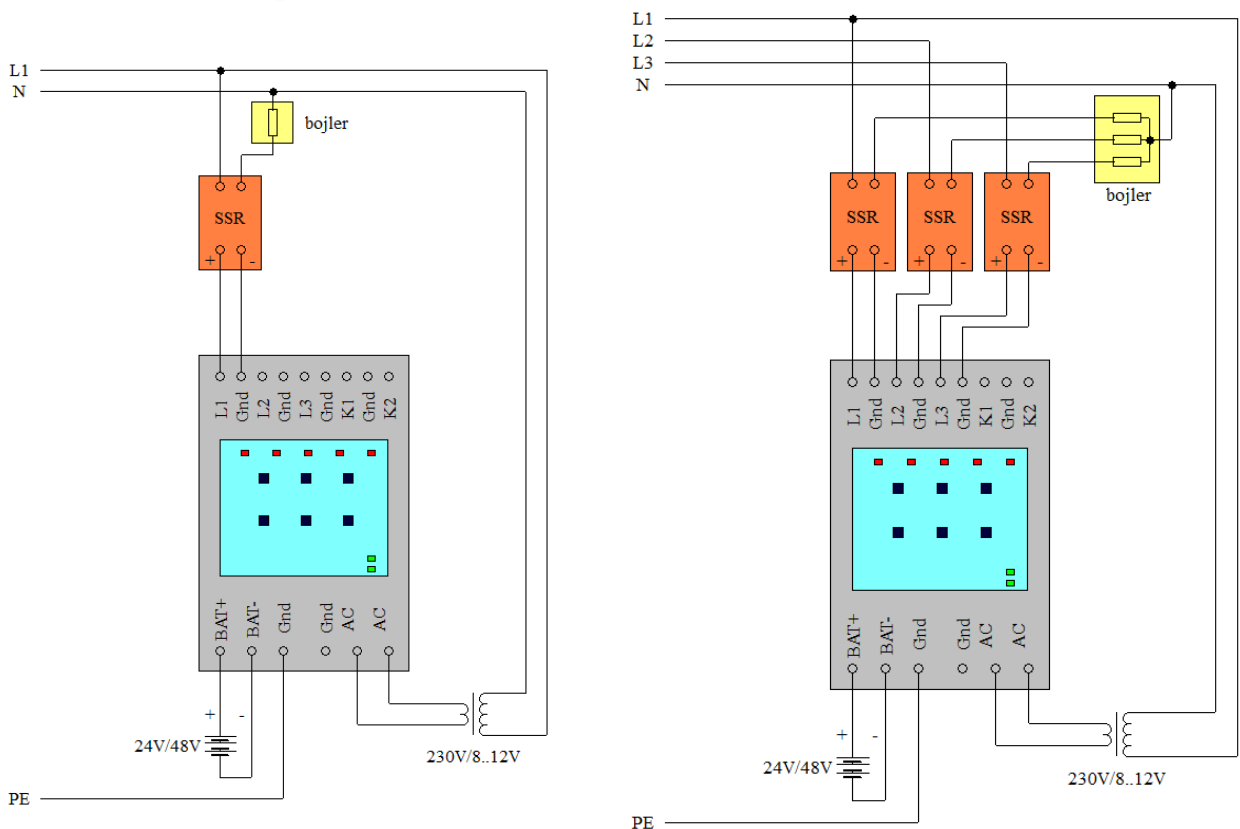 L1
N
bojler
SSR
+ -
L1 Gnd L2 Gnd L3 Gnd K1 Gnd K2
BAT+ BAT- Gnd Gnd AC AC
+ -
24V/48V
230V/8..12V
PE
L1
L2
L3
N
bojler
SSR SSR SSR
+ - + - + -
L1 Gnd L2 Gnd L3 Gnd K1 Gnd K2
BAT+ BAT- Gnd Gnd AC AC
+ -
24V/48V
230V/8..12V
PE